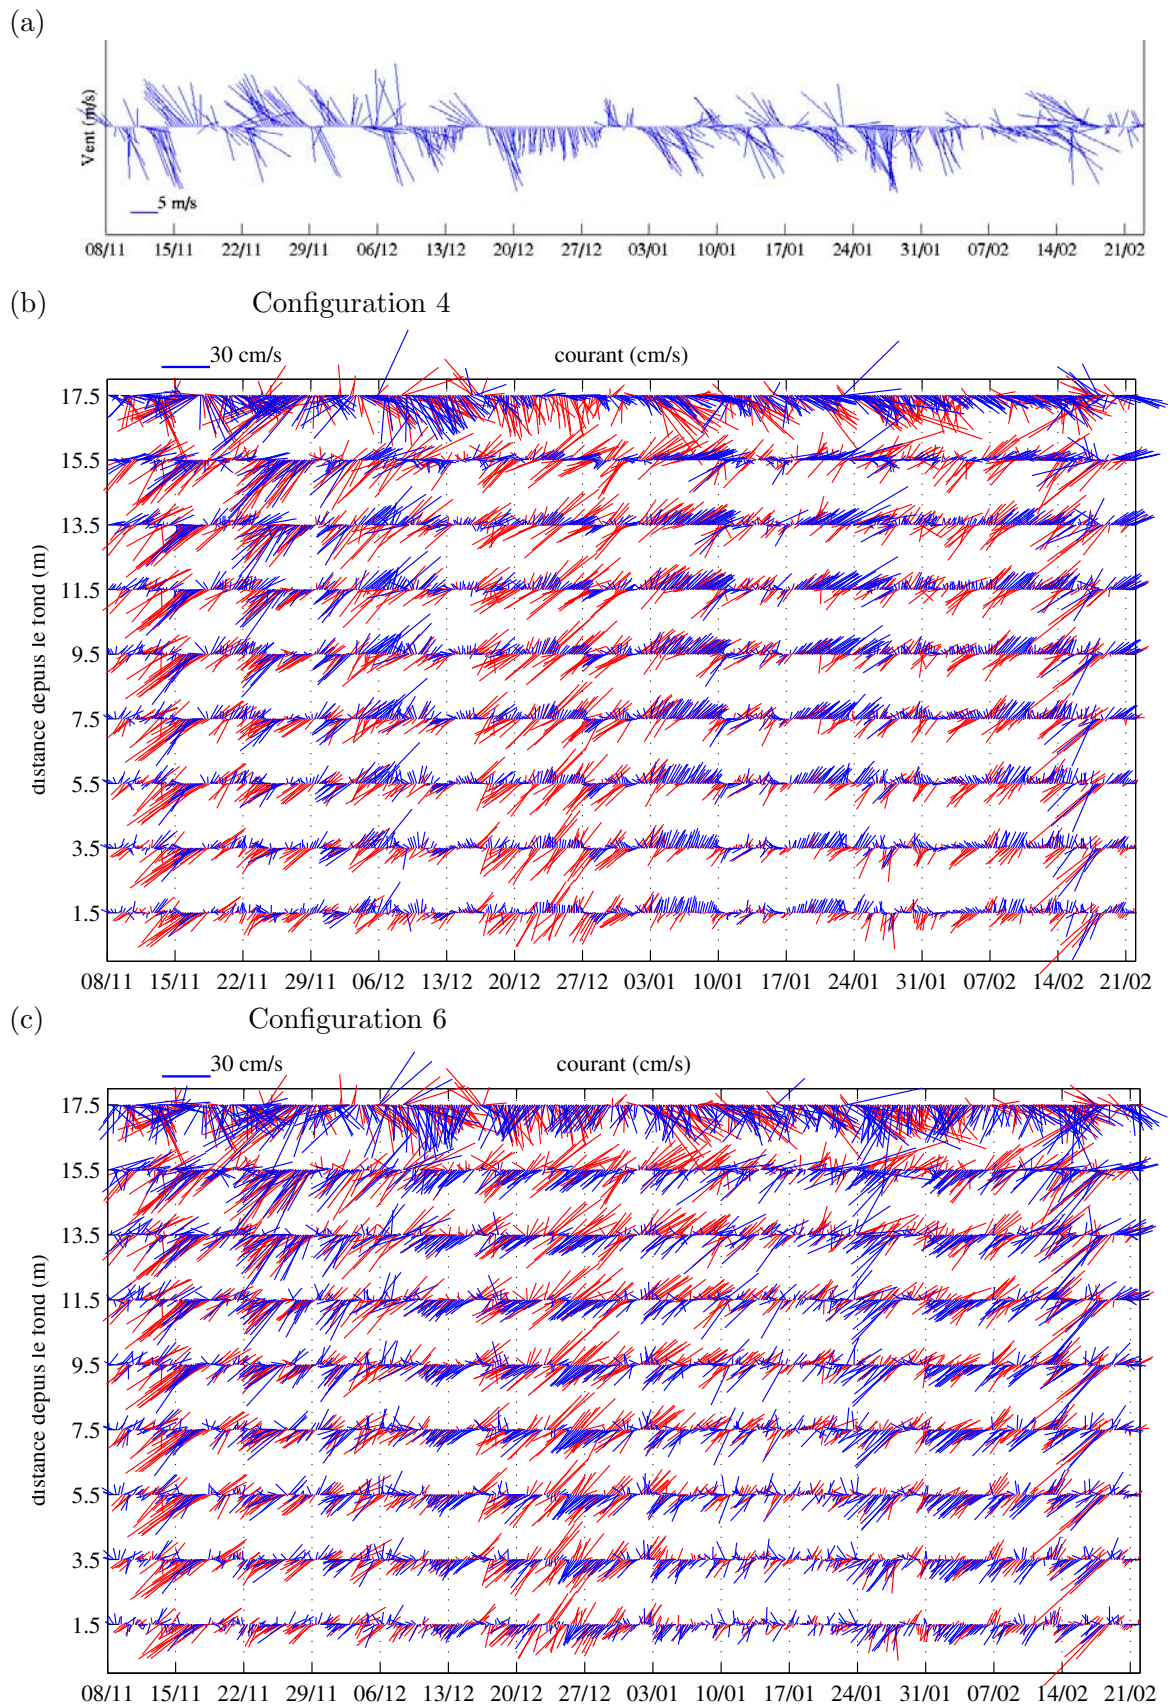 (a)
Vent (m/s)
5 m/s
08/11 15/11 22/11 29/11 06/12 13/12 20/12 27/12 03/01 10/01 17/01 24/01 31/01 07/02 14/02 21/02
(b) Configuration 4
30 cm/s courant (cm/s)
distance depus le fond (m)
17.5
15.5
13.5
11.5
9.5
7.5
5.5
3.5
1.5
08/11 15/11 22/11 29/11 06/12 13/12 20/12 27/12 03/01 10/01 17/01 24/01 31/01 07/02 14/02 21/02
(c) Configuration 6
30 cm/s courant (cm/s)
distance depus le fond (m)
17.5
15.5
13.5
11.5
9.5
7.5
5.5
3.5
1.5
08/11 15/11 22/11 29/11 06/12 13/12 20/12 27/12 03/01 10/01 17/01 24/01 31/01 07/02 14/02 21/02